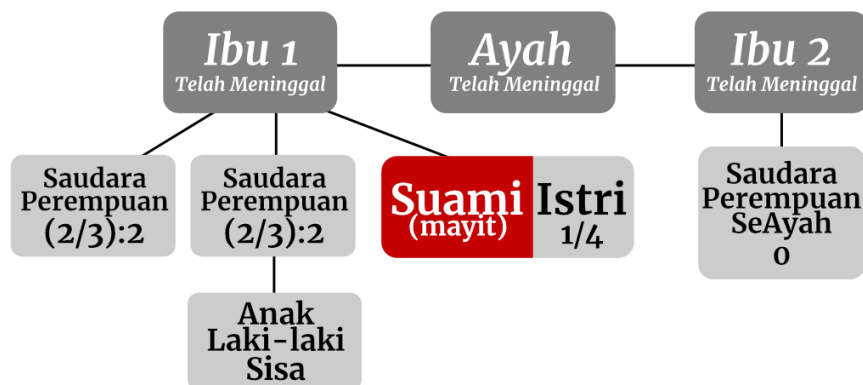 Ibu 1
Telah Meninggal
Ayah
Telah Meninggal
Ibu 2
Telah Meninggal
Saudara
Perempuan
(2/3):2
Saudara
Perempuan
(2/3):2
Suami
(mayit)
Istri
1/4
Saudara
Perempuan
SeAyah
0
Anak
Laki-laki
Sisa